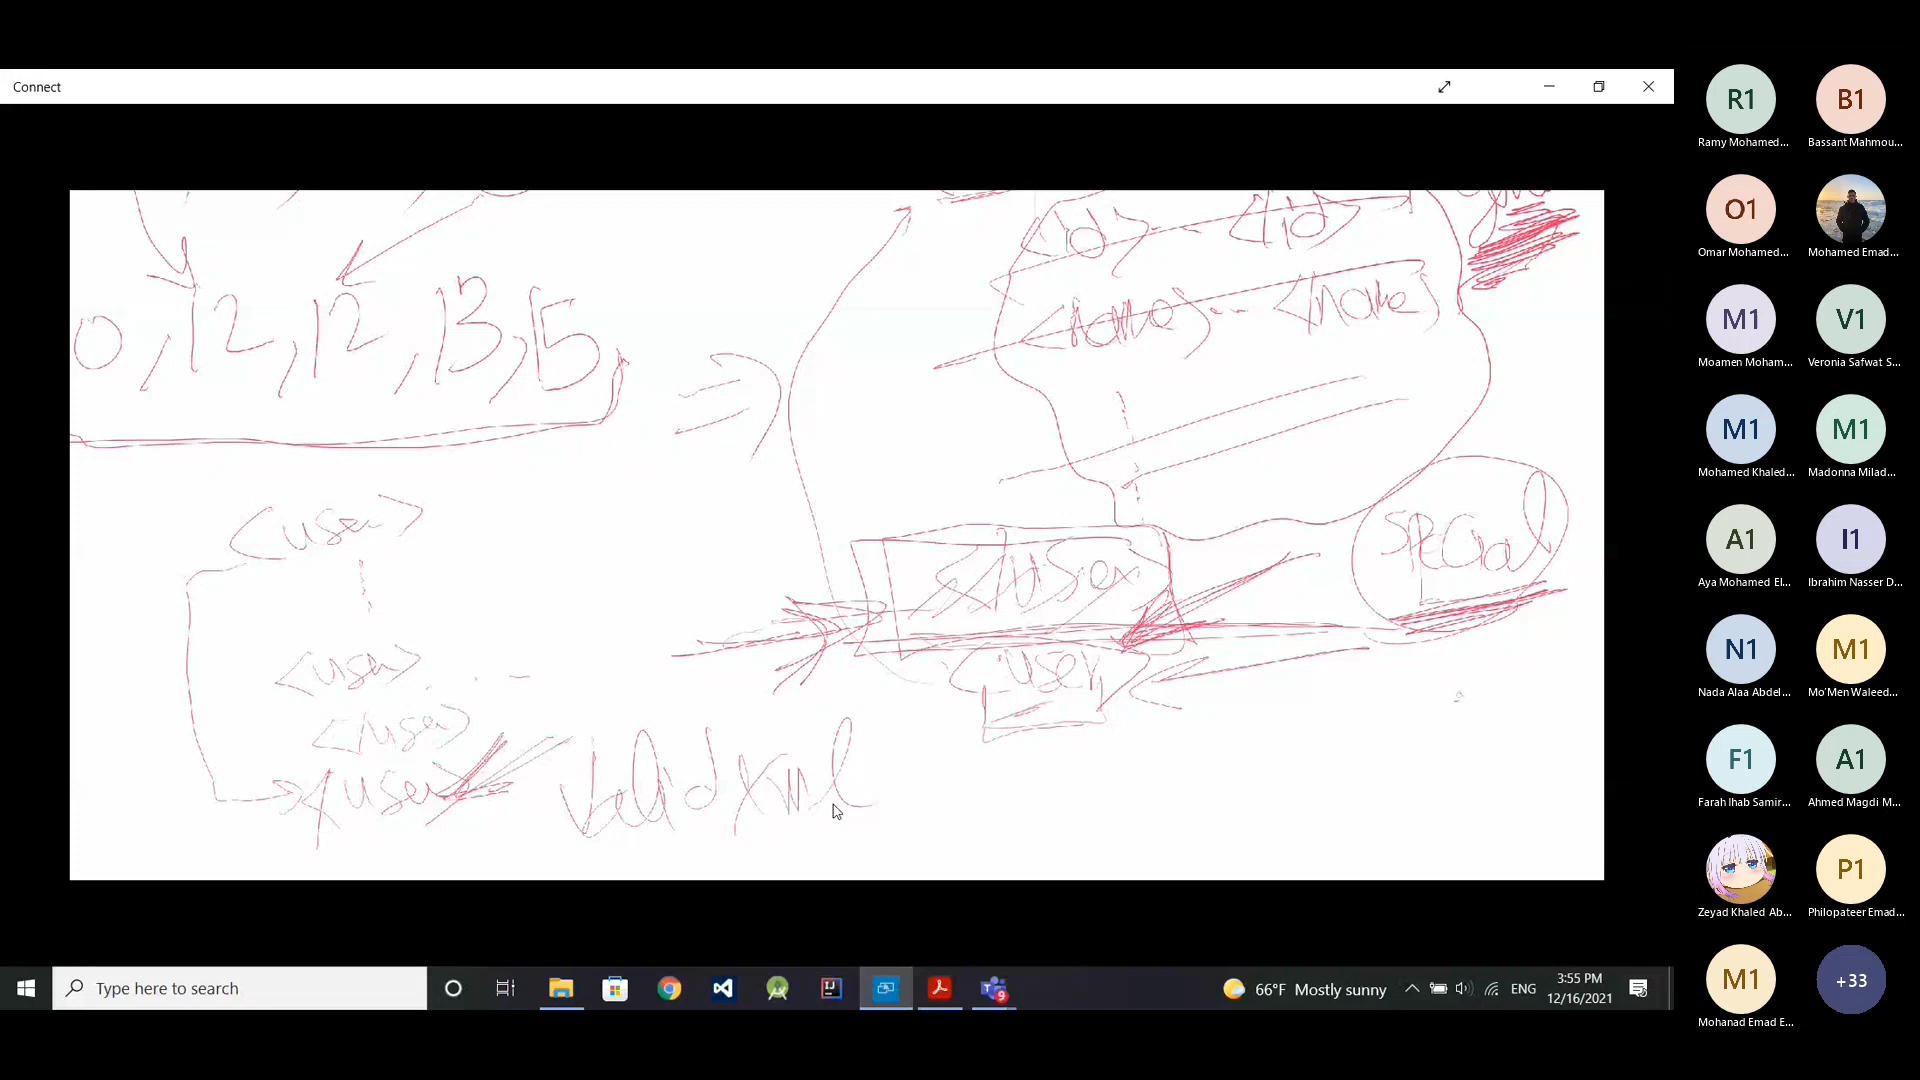 Connect
<id> -- <id>
<name> -- <name>
0, 12, 12, 13, 5,
<user>
special
</user>
<user>
<user>
<user>
</user>
valid xml
R1
B1
Ramy Mohamed...
Bassant Mahmou...
O1
Omar Mohamed...
Mohamed Emad...
M1
V1
Moamen Moham...
Veronia Safwat S...
M1
M1
Mohamed Khaled...
Madonna Milad...
A1
I1
Aya Mohamed El...
Ibrahim Nasser D...
N1
M1
Nada Alaa Abdel...
Mo'Men Waleed...
F1
A1
Farah Ihab Samir...
Ahmed Magdi M...
P1
Zeyad Khaled Ab...
Philopateer Emad...
M1
+33
Mohanad Emad E...
Type here to search
9
66°F Mostly sunny
ENG
3:55 PM
12/16/2021